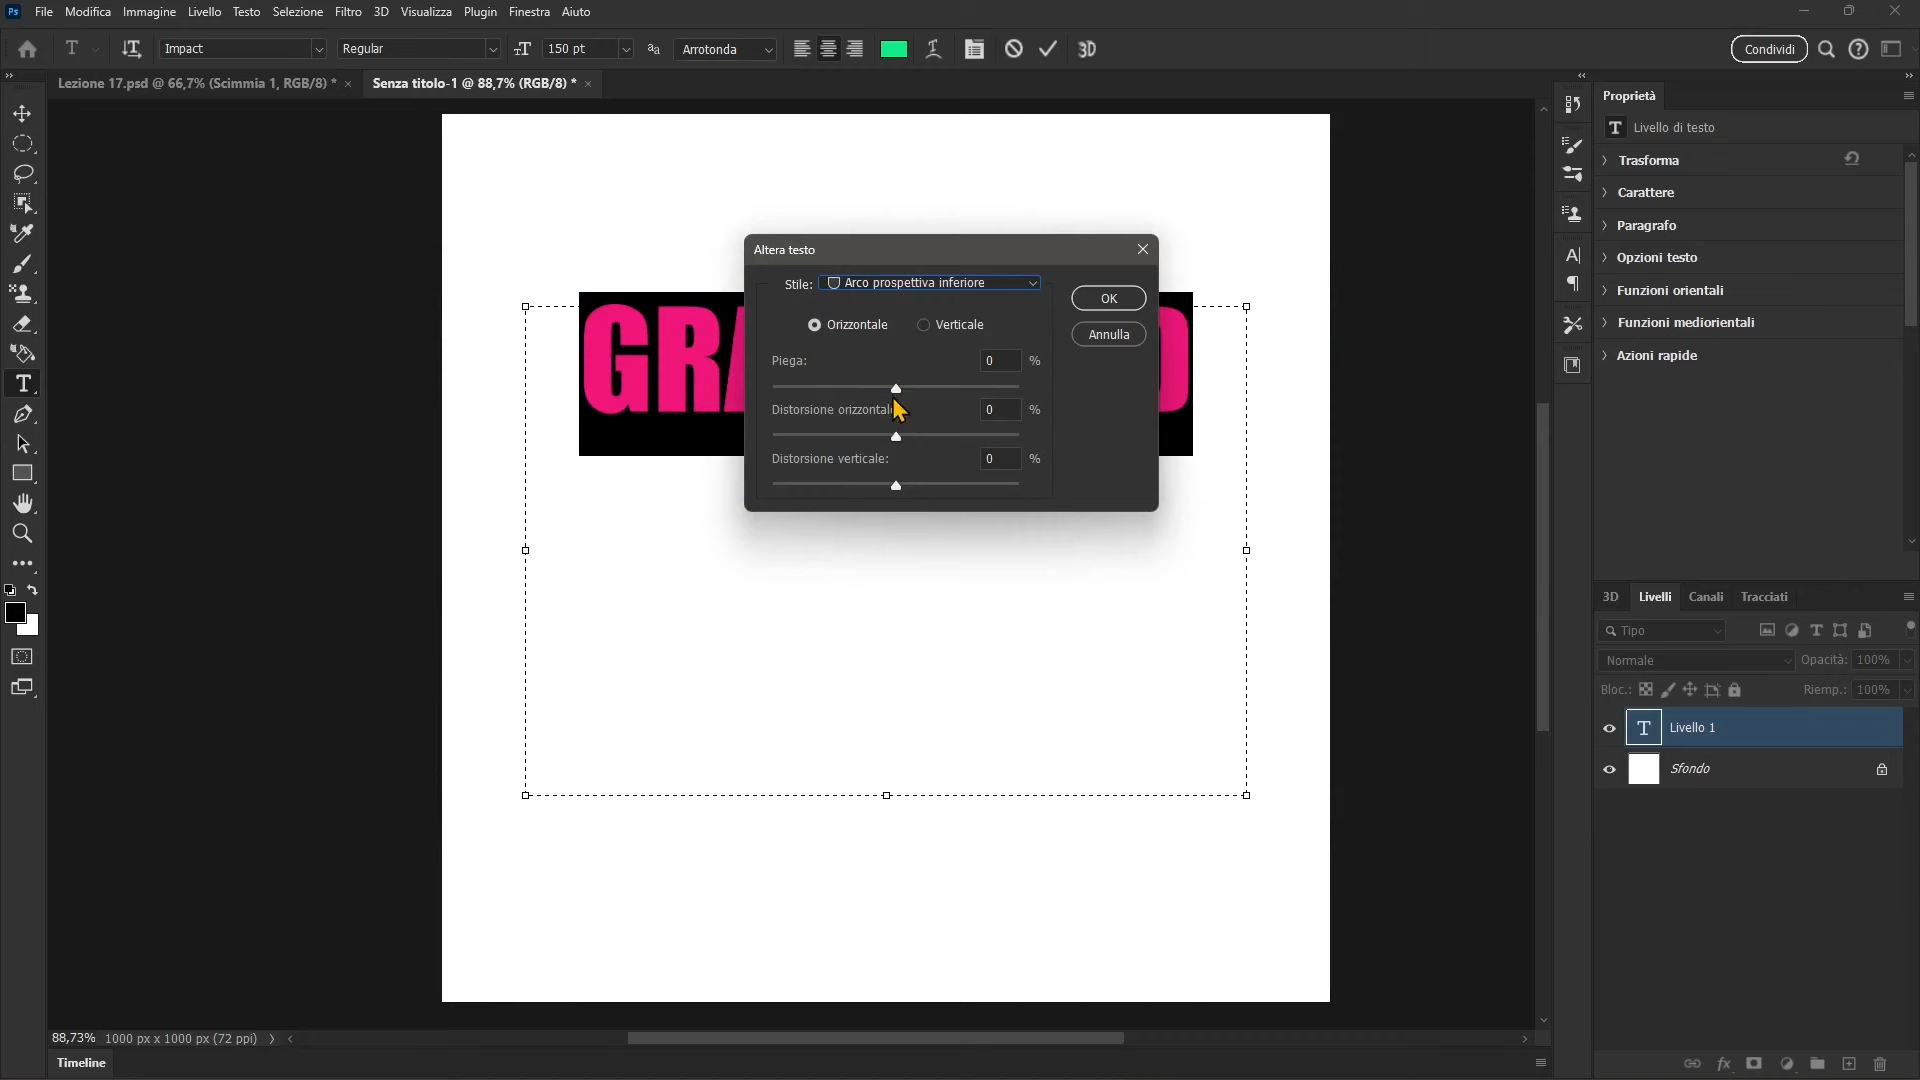 Ps File Modifica Immagine Livello Testo Selezione Filtro 3D Visualizza Plugin Finestra Aiuto
T Impact Regular 150 pt aa Arrotonda 3D Condividi
Lezione 17.psd @ 66,7% (Scimmia 1, RGB/8) * ×
Senza titolo-1 @ 88,7% (RGB/8) * ×
Proprietà
T Livello di testo
Trasforma
Carattere
Paragrafo
Opzioni testo
Funzioni orientali
Funzioni mediorientali
Azioni rapide
Altera testo
Stile: Arco prospettiva inferiore
OK
Orizzontale Verticale
Annulla
Piega: 0 %
Distorsione orizzontal 0 %
Distorsione verticale: 0 %
3D Livelli Canali Tracciati
Tipo
Normale Opacità: 100%
Bloc.: Riemp.: 100%
T Livello 1
Sfondo
fx
88,73% 1000 px x 1000 px (72 ppi)
Timeline